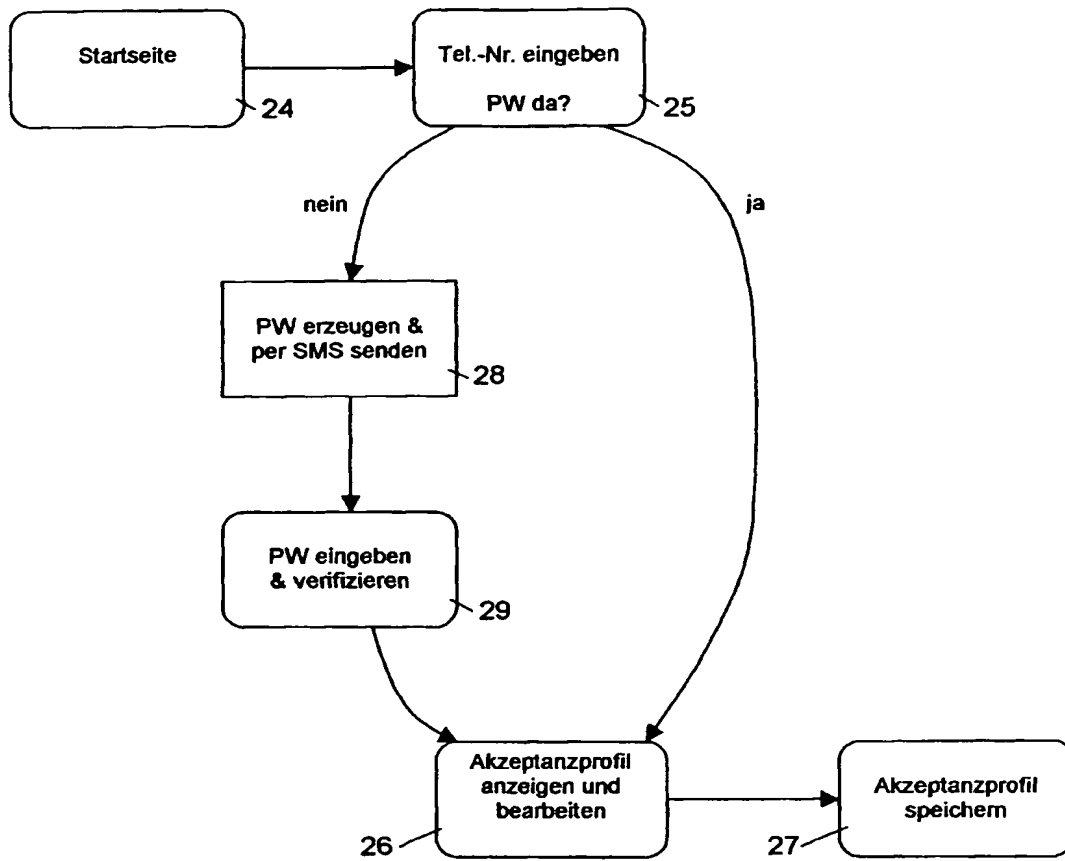 Startseite
24
Tel.-Nr. eingeben
PW da?
25
nein
ja
PW erzeugen &
per SMS senden
28
PW eingeben
& verifizieren
29
Akzeptanzprofil
anzeigen und
bearbeiten
26
Akzeptanzprofil
speichern
27